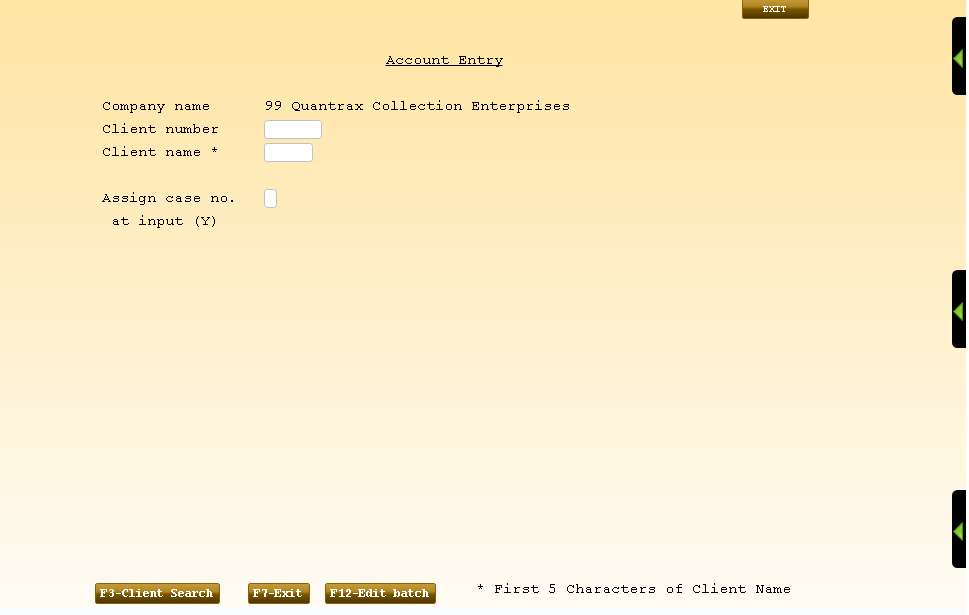 EXIT
Account Entry
Company name 99 Quantrax Collection Enterprises
Client number
Client name *
Assign case no.
at input (Y)
F3-Client Search F7-Exit F12-Edit batch * First 5 Characters of Client Name